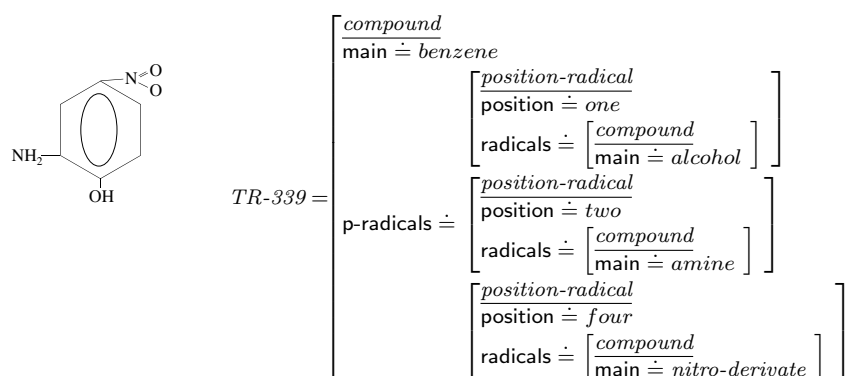 N
O
O
NH2
OH
TR-339 =
compound
main ≐ benzene
p-radicals ≐
position-radical
position ≐ one
radicals ≐ [compound
main ≐ alcohol]
position-radical
position ≐ two
radicals ≐ [compound
main ≐ amine]
position-radical
position ≐ four
radicals ≐ [compound
main ≐ nitro-derivate]